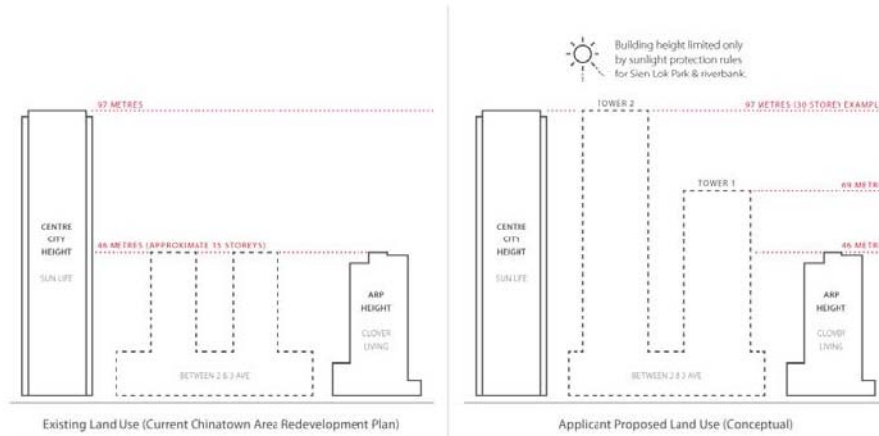 97 METRES
CENTRE
CITY
HEIGHT
SUN LIFE
46 METRES (APPROXIMATE 15 STOREYS)
ARP
HEIGHT
CLOVER
LIVING
BETWEEN 2 & 3 AVE
Existing Land Use (Current Chinatown Area Redevelopment Plan)
Building height limited only
by sunlight protection rules
for Sien Lok Park & riverbank.
TOWER 2
97 METRES (30 STOREY EXAMPL
TOWER 1
69 METR
46 METR
CENTRE
CITY
HEIGHT
SUN LIFE
ARP
HEIGHT
CLOVER
LIVING
BETWEEN 2 & 3 AVE
Applicant Proposed Land Use (Conceptual)